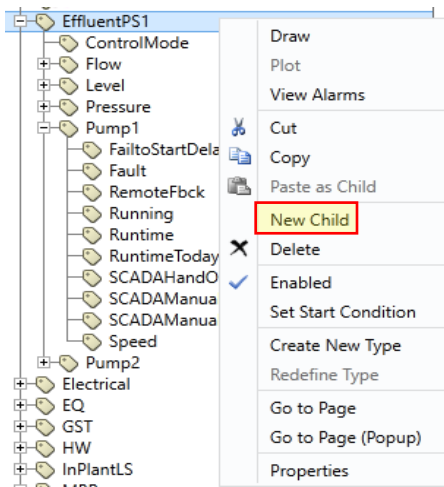 EffluentPS1
ControlMode
Flow
Level
Pressure
Pump1
FailtoStartDela
Fault
RemoteFbck
Running
Runtime
RuntimeToday
SCADAHandO
SCADAManua
SCADAManua
Speed
Pump2
Electrical
EQ
GST
HW
InPlantLS
Draw
Plot
View Alarms
Cut
Copy
Paste as Child
New Child
Delete
Enabled
Set Start Condition
Create New Type
Redefine Type
Go to Page
Go to Page (Popup)
Properties